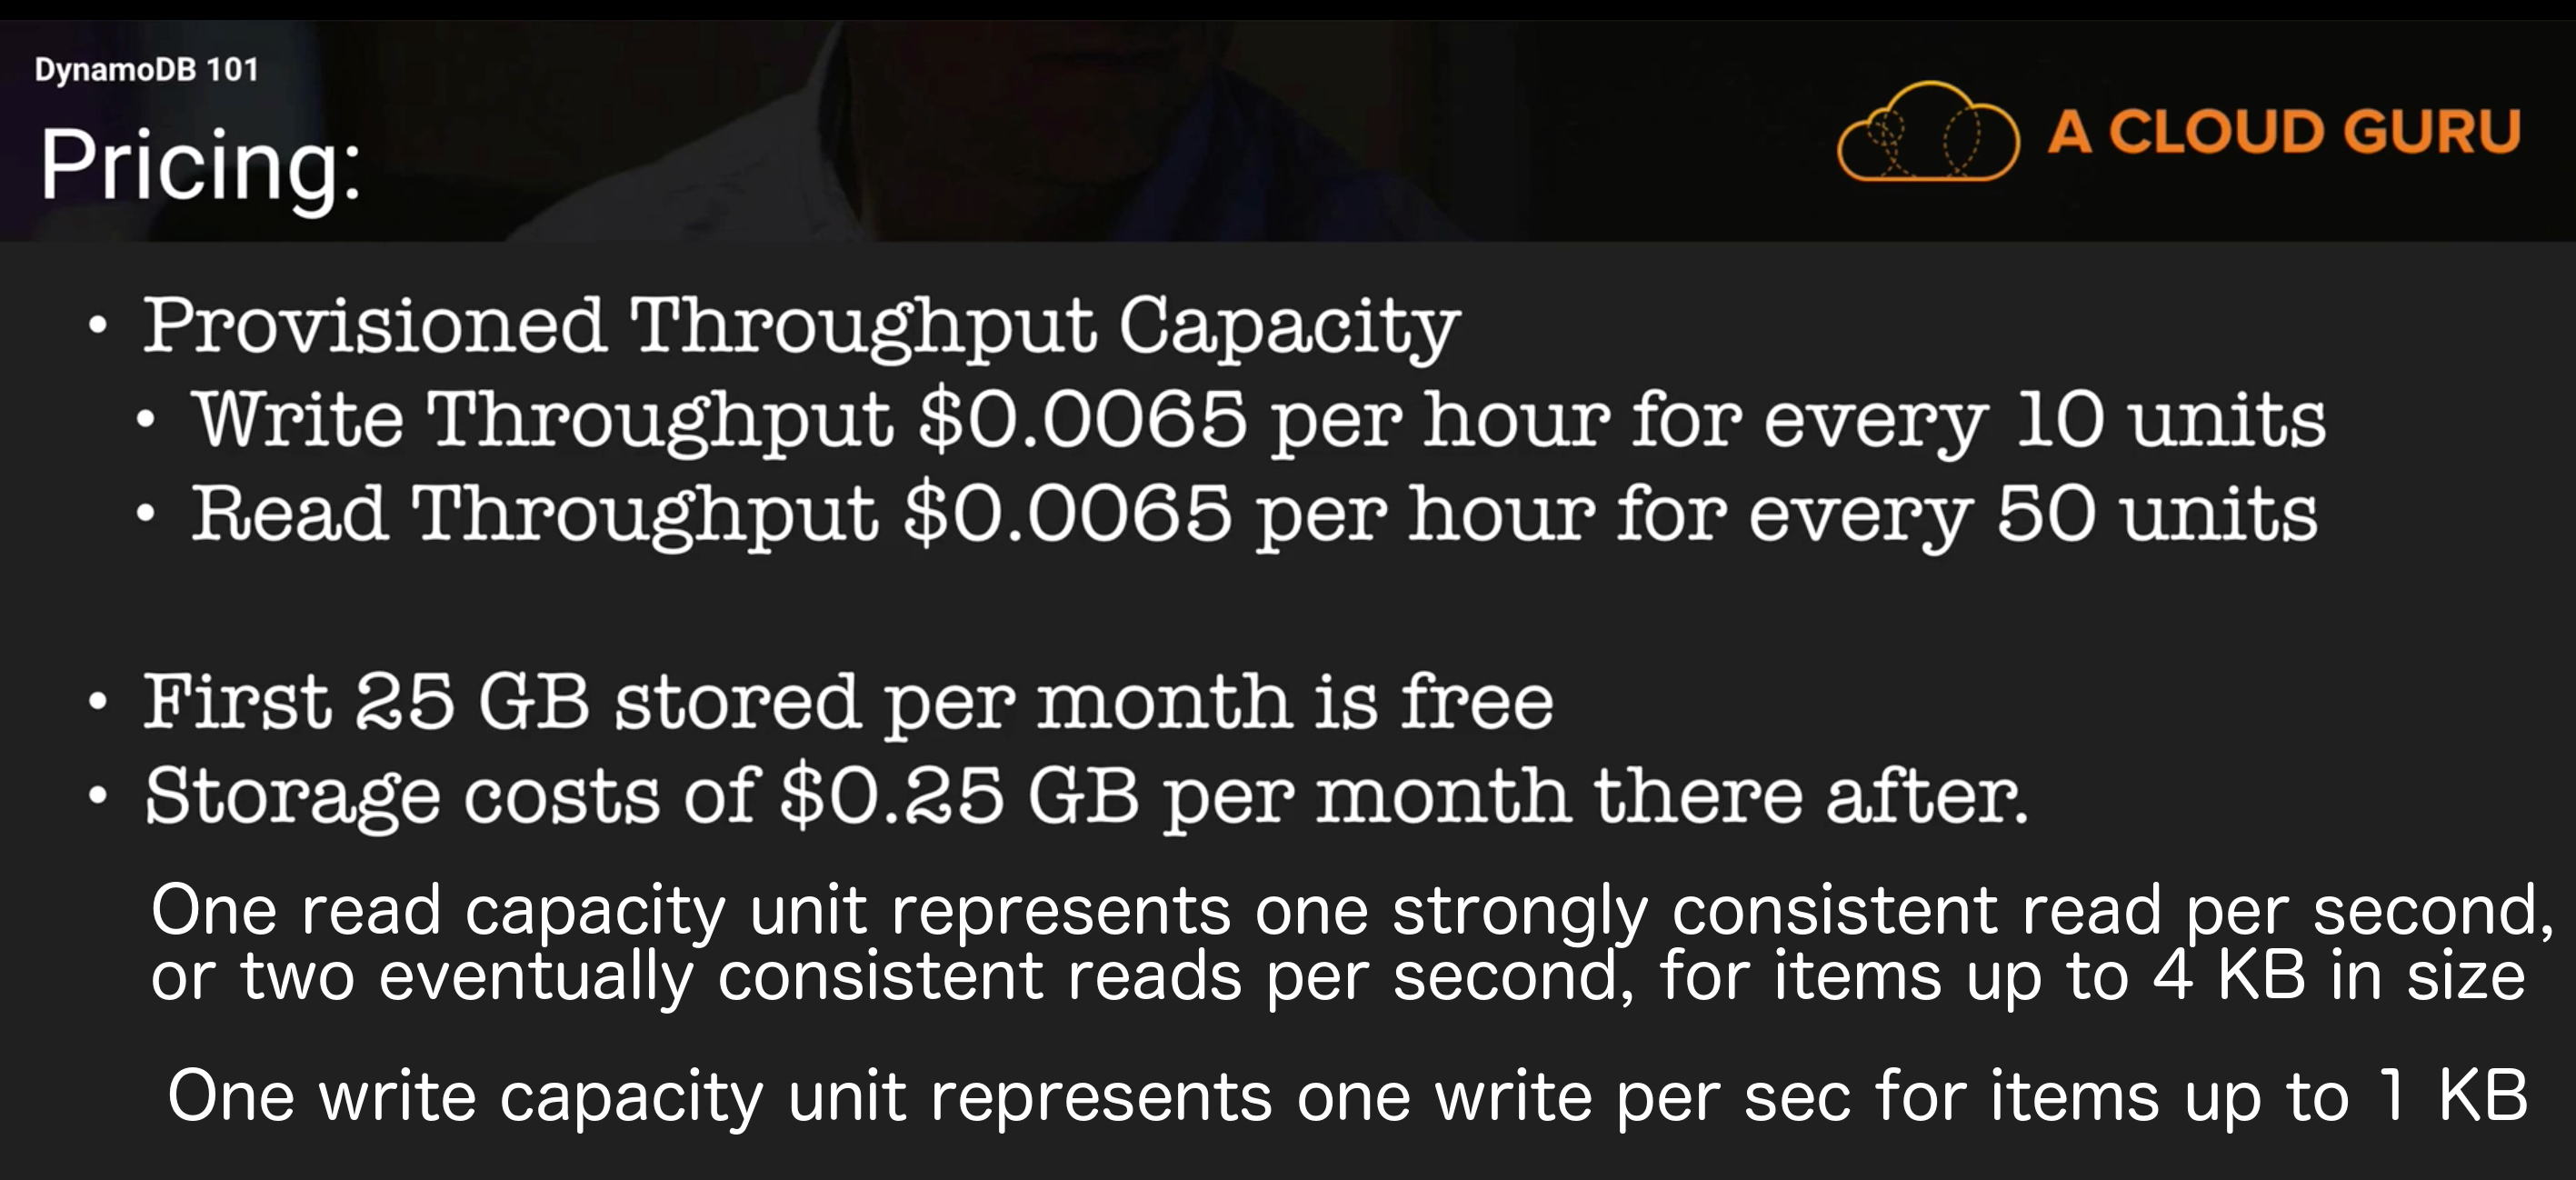 DynamoDB 101
Pricing:
A CLOUD GURU
• Provisioned Throughput Capacity
• Write Throughput $0.0065 per hour for every 10 units
• Read Throughput $0.0065 per hour for every 50 units
• First 25 GB stored per month is free
• Storage costs of $0.25 GB per month there after.
One read capacity unit represents one strongly consistent read per second,
or two eventually consistent reads per second, for items up to 4 KB in size
One write capacity unit represents one write per sec for items up to 1 KB